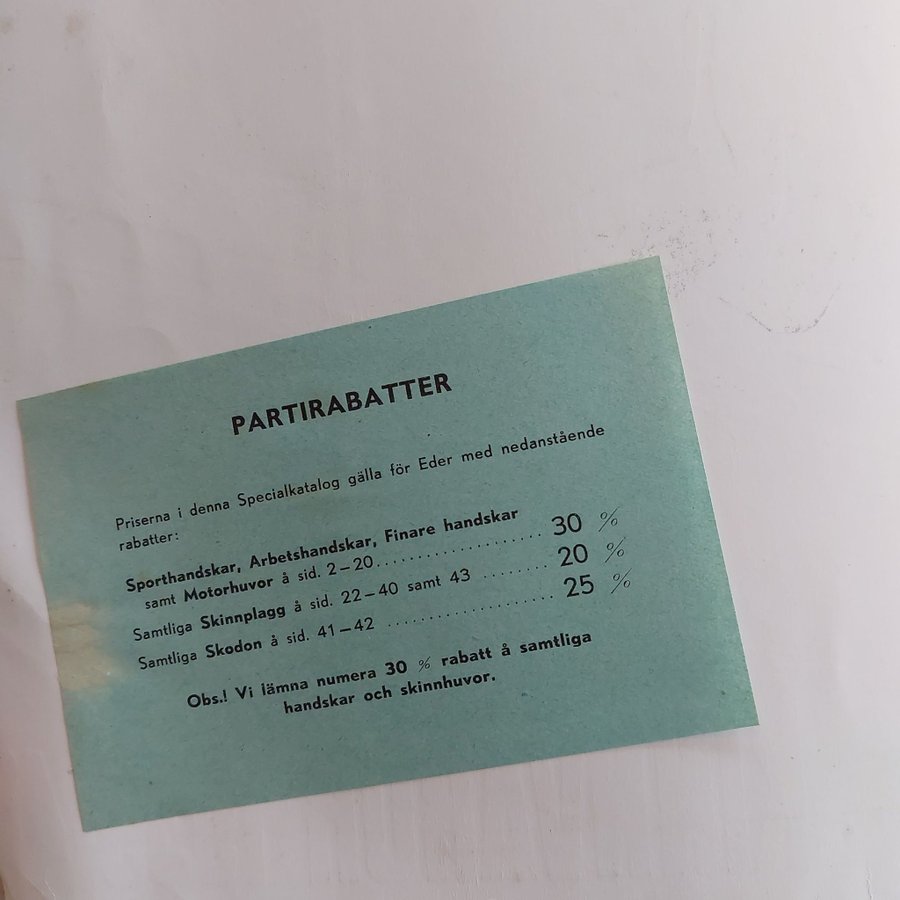 PARTIRABATTER
Priserna i denna Specialkatalog gälla för Eder med nedanstående
rabatter:
Sporthandskar, Arbetshandskar, Finare handskar
samt Motorhuvor å sid. 2—20.................... 30 %
Samtliga Skinnplagg å sid. 22—40 samt 43 ........ 20 %
Samtliga Skodon å sid. 41—42 .................... 25 %
Obs.! Vi lämna numera 30 % rabatt å samtliga
handskar och skinnhuvor.